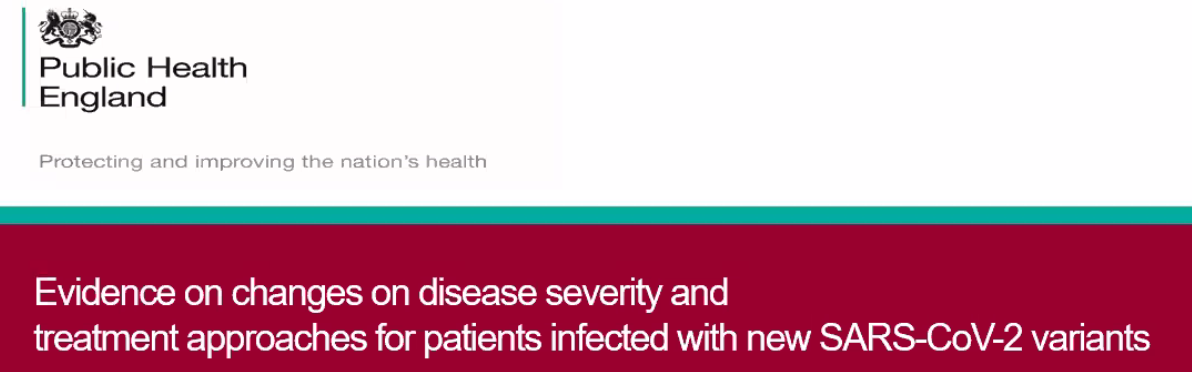 Public Health
England
Protecting and improving the nation's health
Evidence on changes on disease severity and
treatment approaches for patients infected with new SARS-CoV-2 variants